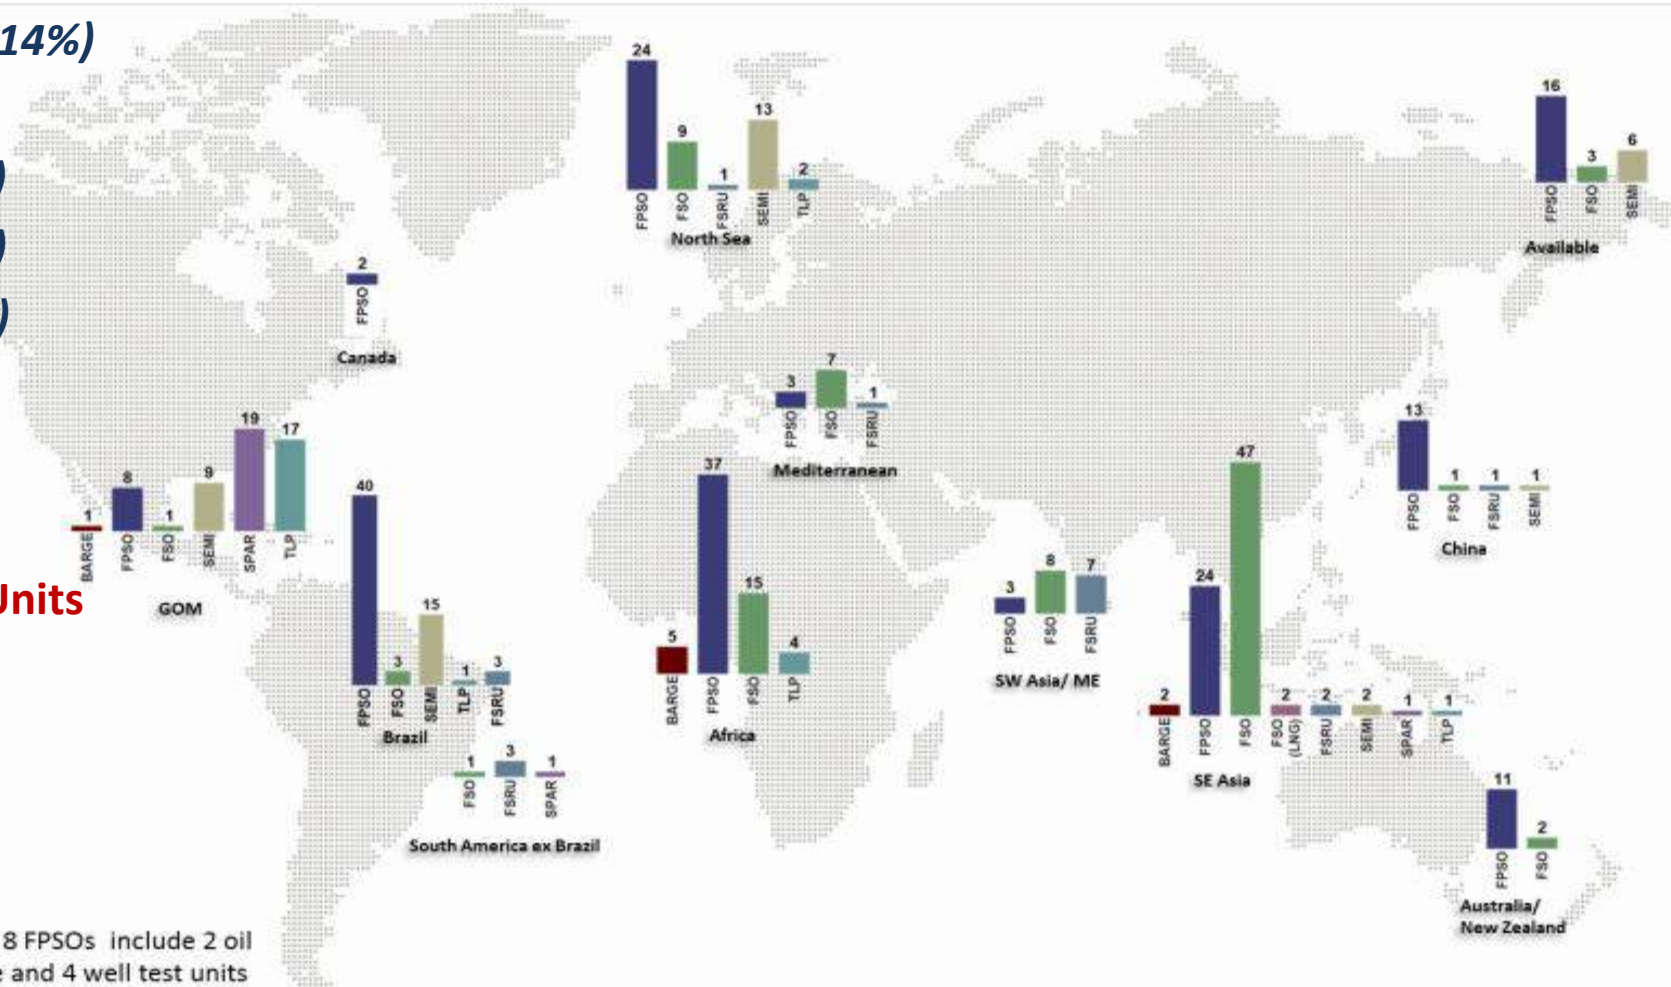 14%)
)
)
)
Units
8 FPSOs include 2 oil
e and 4 well test units
24
9
1
13
2
FPSO
FSO
FSRU
SEMI
TLP
North Sea
16
3
6
FPSO
FSO
SEMI
Available
2
FPSO
Canada
3
7
1
FPSO
FSO
FSRU
Mediterranean
1
8
1
9
19
17
BARGE
FPSO
FSO
SEMI
SPAR
TLP
GOM
13
1
1
1
FPSO
FSO
FSRU
SEMI
China
40
3
15
1
3
FPSO
FSO
SEMI
TLP
FSRU
Brazil
5
37
15
4
BARGE
FPSO
FSO
TLP
Africa
3
8
7
FPSO
FSO
FSRU
SW Asia/ ME
2
24
47
2
2
2
1
1
BARGE
FPSO
FSO
FSO
(LNG)
FSRU
SEMI
SPAR
TLP
SE Asia
1
3
1
FSO
FSRU
SPAR
South America ex Brazil
11
2
FPSO
FSO
Australia/
New Zealand